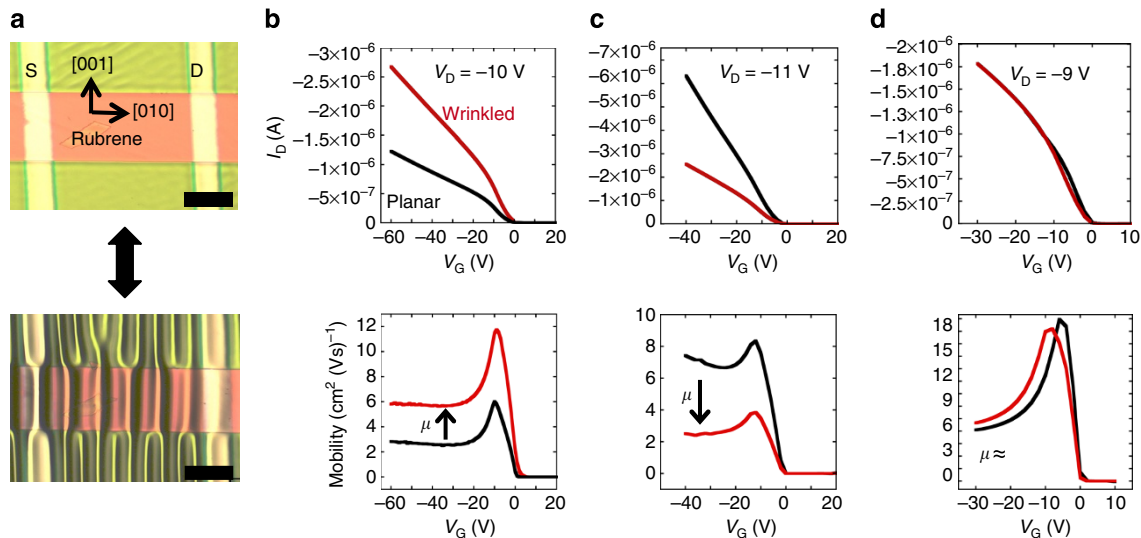 a
b
c
d
S
[001]
D
[010]
Rubrene
−3×10⁻⁶
−2.5×10⁻⁶
−2×10⁻⁶
−1.5×10⁻⁶
−1×10⁻⁶
−5×10⁻⁷
0
I_D (A)
V_D = −10 V
Wrinkled
Planar
−60 −40 −20 0 20
V_G (V)
−7×10⁻⁶
−6×10⁻⁶
−5×10⁻⁶
−4×10⁻⁶
−3×10⁻⁶
−2×10⁻⁶
−1×10⁻⁶
0
V_D = −11 V
−60 −40 −20 0 20
V_G (V)
−2×10⁻⁶
−1.8×10⁻⁶
−1.5×10⁻⁶
−1.3×10⁻⁶
−1×10⁻⁶
−7.5×10⁻⁷
−5×10⁻⁷
−2.5×10⁻⁷
0
V_D = −9 V
−30 −20 −10 0 10
V_G (V)
Mobility (cm² (Vs)⁻¹)
12
10
8
6
4
2
0
μ
−60 −40 −20 0 20
V_G (V)
10
8
6
4
2
0
μ
−60 −40 −20 0 20
V_G (V)
18
15
12
9
6
3
0
μ ≈
−30 −20 −10 0 10 15
V_G (V)